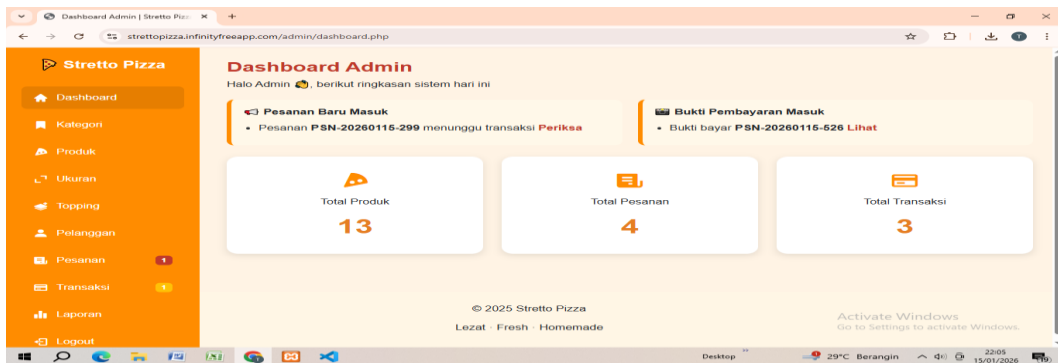 Dashboard Admin | Stretto Pizz
strettopizza.infinityfreeapp.com/admin/dashboard.php
T
Stretto Pizza
Dashboard
Kategori
Produk
Ukuran
Topping
Pelanggan
Pesanan 1
Transaksi 1
Laporan
Logout
Dashboard Admin
Halo Admin 👋, berikut ringkasan sistem hari ini
Pesanan Baru Masuk
• Pesanan PSN-20260115-299 menunggu transaksi Periksa
Bukti Pembayaran Masuk
• Bukti bayar PSN-20260115-526 Lihat
Total Produk
13
Total Pesanan
4
Total Transaksi
3
© 2025 Stretto Pizza
Lezat · Fresh · Homemade
Activate Windows
Go to Settings to activate Windows.
Desktop
29°C Berangin
22:05
15/01/2026